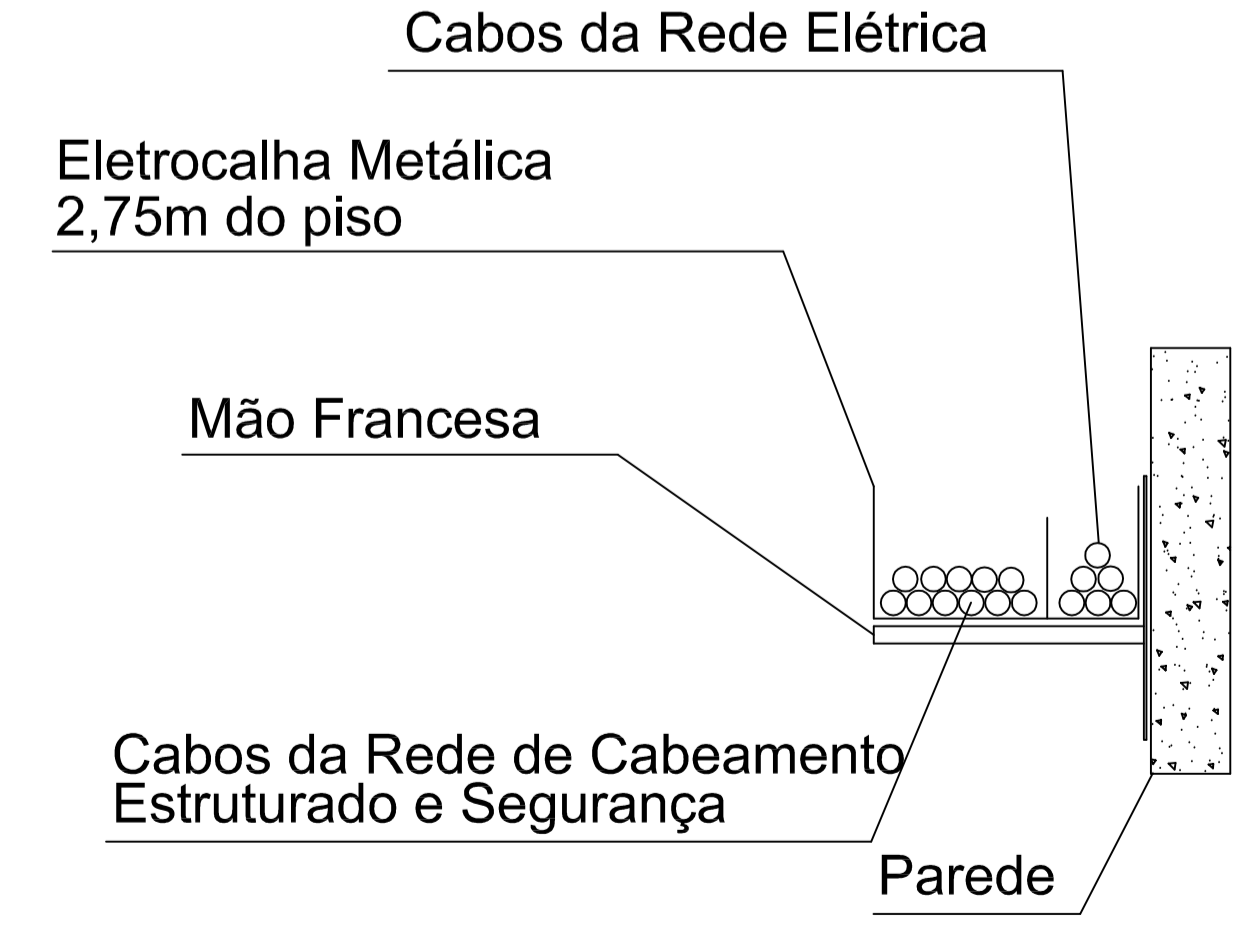 Cabos da Rede Elétrica
Eletrocalha Metálica
2,75m do piso
Mão Francesa
Cabos da Rede de Cabeamento
Estruturado e Segurança
Parede